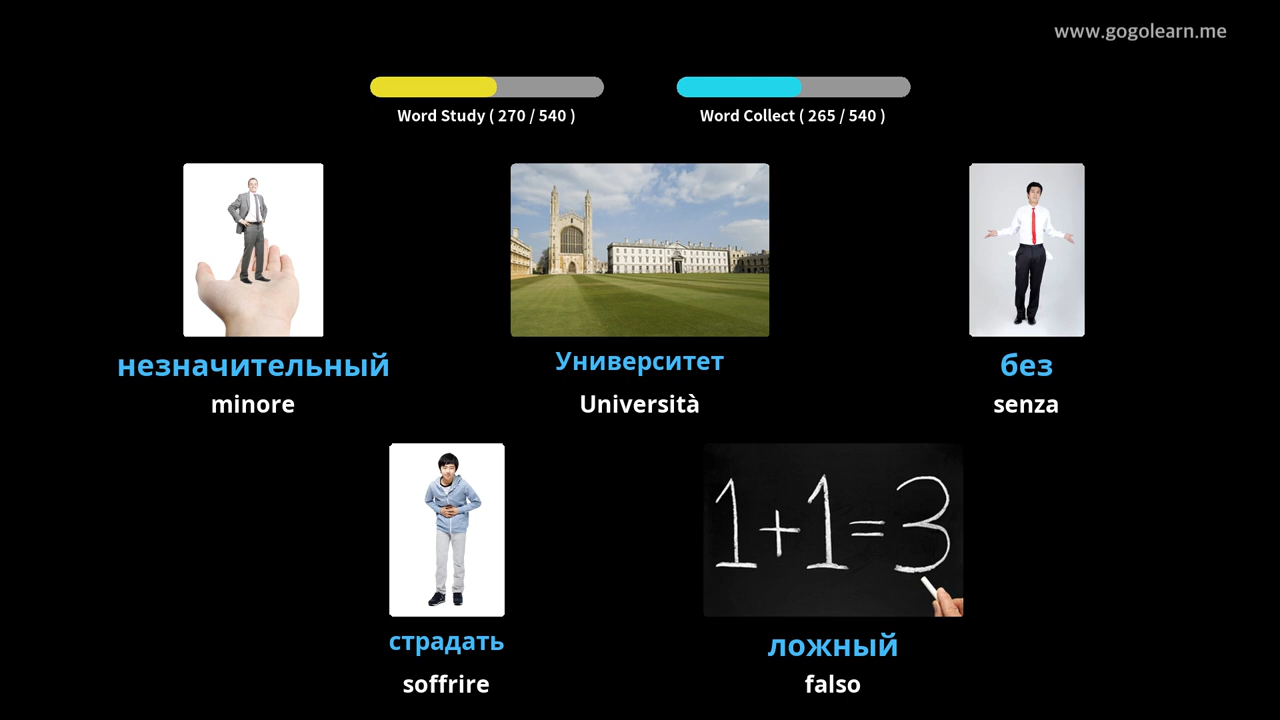 www.gogolearn.me
Word Study ( 270 / 540 )
Word Collect ( 265 / 540 )
незначительный
minore
Университет
Università
без
senza
1+1=3
страдать
soffrire
ложный
falso